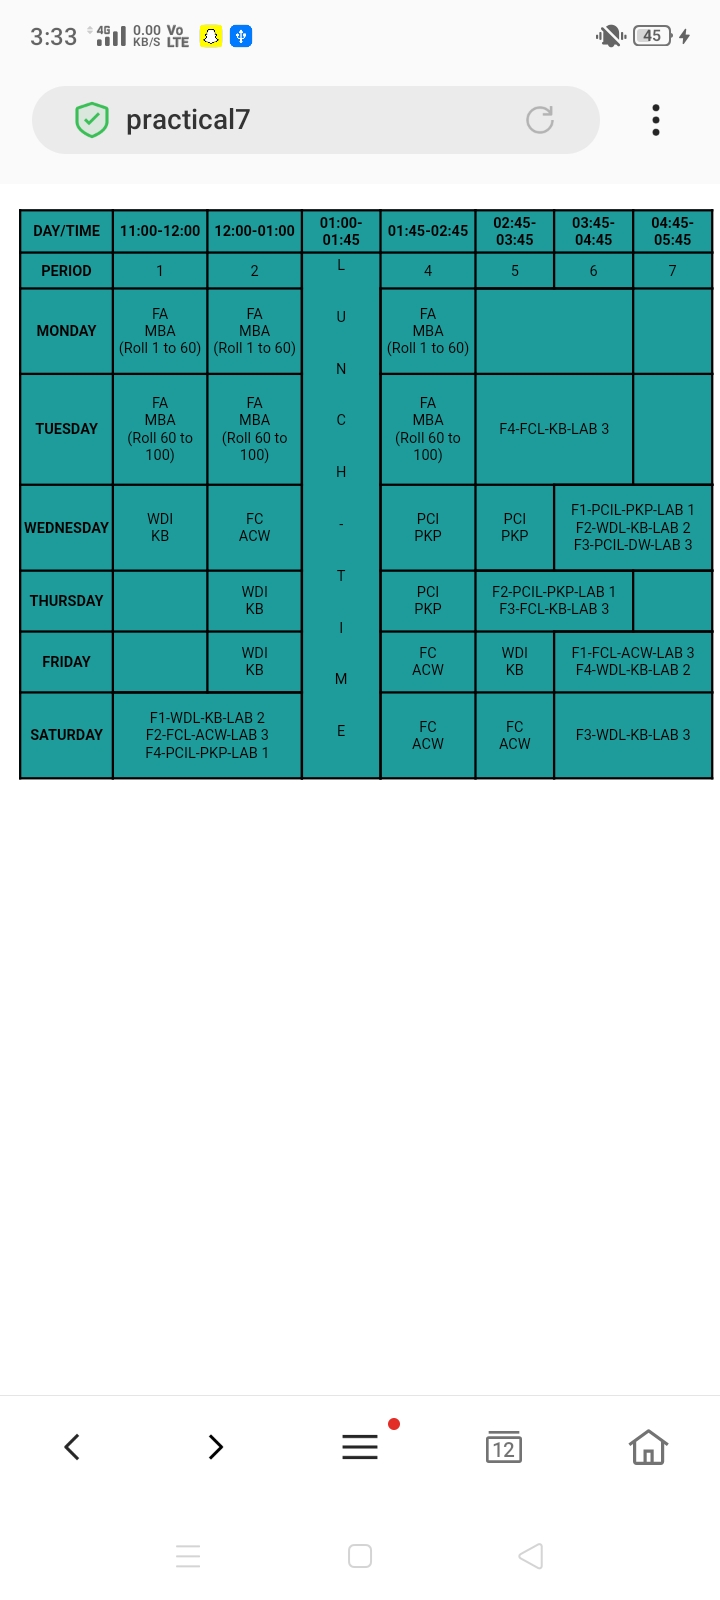 3:33 4G 0.00 KB/S Vo LTE 45
practical7
DAY/TIME 11:00-12:00 12:00-01:00 01:00-01:45 01:45-02:45 02:45-03:45 03:45-04:45 04:45-05:45
PERIOD 1 2 4 5 6 7
L
U
N
C
H
-
T
I
M
E
MONDAY
FA
MBA
(Roll 1 to 60)
FA
MBA
(Roll 1 to 60)
FA
MBA
(Roll 1 to 60)
TUESDAY
FA
MBA
(Roll 60 to
100)
FA
MBA
(Roll 60 to
100)
FA
MBA
(Roll 60 to
100)
F4-FCL-KB-LAB 3
WEDNESDAY
WDI
KB
FC
ACW
PCI
PKP
PCI
PKP
F1-PCIL-PKP-LAB 1
F2-WDL-KB-LAB 2
F3-PCIL-DW-LAB 3
THURSDAY
WDI
KB
PCI
PKP
F2-PCIL-PKP-LAB 1
F3-FCL-KB-LAB 3
FRIDAY
WDI
KB
FC
ACW
WDI
KB
F1-FCL-ACW-LAB 3
F4-WDL-KB-LAB 2
SATURDAY
F1-WDL-KB-LAB 2
F2-FCL-ACW-LAB 3
F4-PCIL-PKP-LAB 1
FC
ACW
FC
ACW
F3-WDL-KB-LAB 3
12